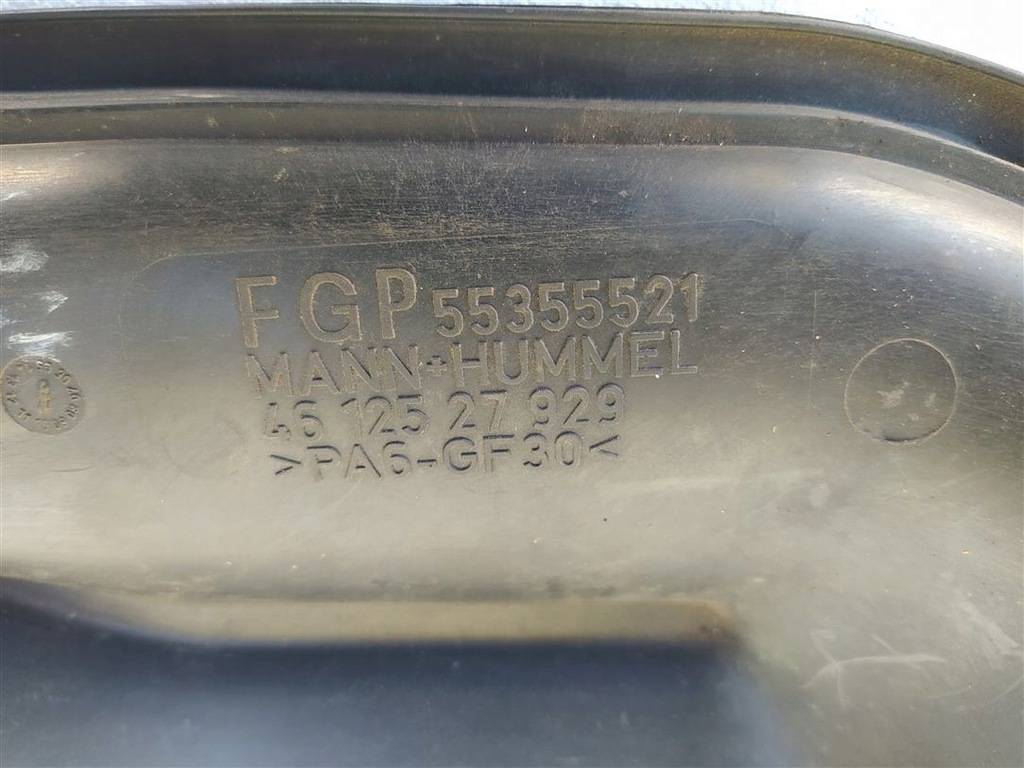 FGP 55355521
MANN+HUMMEL
46 125 27 929
>PA6-GF30<